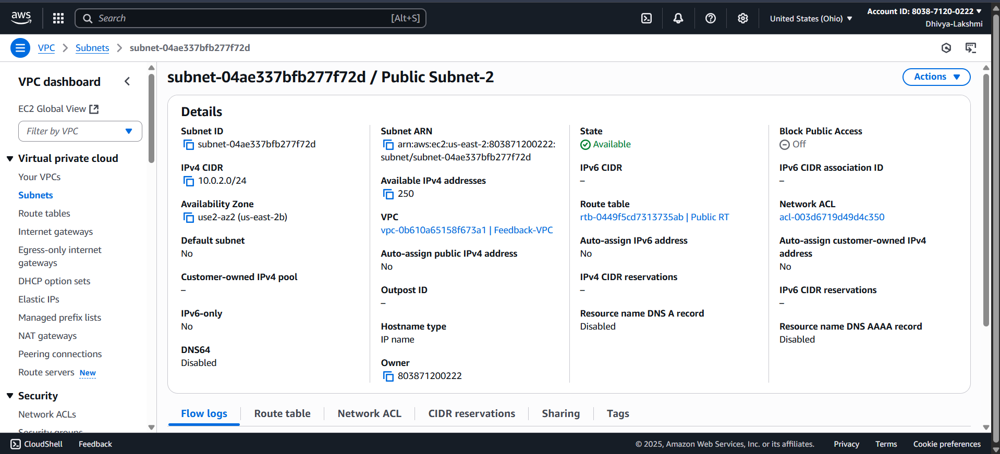 aws
Search
[Alt+S]
United States (Ohio)
Account ID: 8038-7120-0222
Dhivya-Lakshmi
VPC
Subnets
subnet-04ae337bfb277f72d
VPC dashboard
EC2 Global View
Filter by VPC
Virtual private cloud
Your VPCs
Subnets
Route tables
Internet gateways
Egress-only internet
gateways
DHCP option sets
Elastic IPs
Managed prefix lists
NAT gateways
Peering connections
Route servers New
Security
Network ACLs
Security groups
subnet-04ae337bfb277f72d / Public Subnet-2
Actions
Details
Subnet ID
subnet-04ae337bfb277f72d
IPv4 CIDR
10.0.2.0/24
Availability Zone
use2-az2 (us-east-2b)
Default subnet
No
Customer-owned IPv4 pool
–
IPv6-only
No
DNS64
Disabled
Subnet ARN
arn:aws:ec2:us-east-2:803871200222:
subnet/subnet-04ae337bfb277f72d
Available IPv4 addresses
250
VPC
vpc-0b610a65158f673a1 | Feedback-VPC
Auto-assign public IPv4 address
No
Outpost ID
–
Hostname type
IP name
Owner
803871200222
State
Available
IPv6 CIDR
–
Route table
rtb-0449f5cd7313735ab | Public RT
Auto-assign IPv6 address
No
IPv4 CIDR reservations
–
Resource name DNS A record
Disabled
Block Public Access
Off
IPv6 CIDR association ID
–
Network ACL
acl-003d6719d49d4c350
Auto-assign customer-owned IPv4
address
No
IPv6 CIDR reservations
–
Resource name DNS AAAA record
Disabled
Flow logs
Route table
Network ACL
CIDR reservations
Sharing
Tags
CloudShell
Feedback
© 2025, Amazon Web Services, Inc. or its affiliates.
Privacy
Terms
Cookie preferences